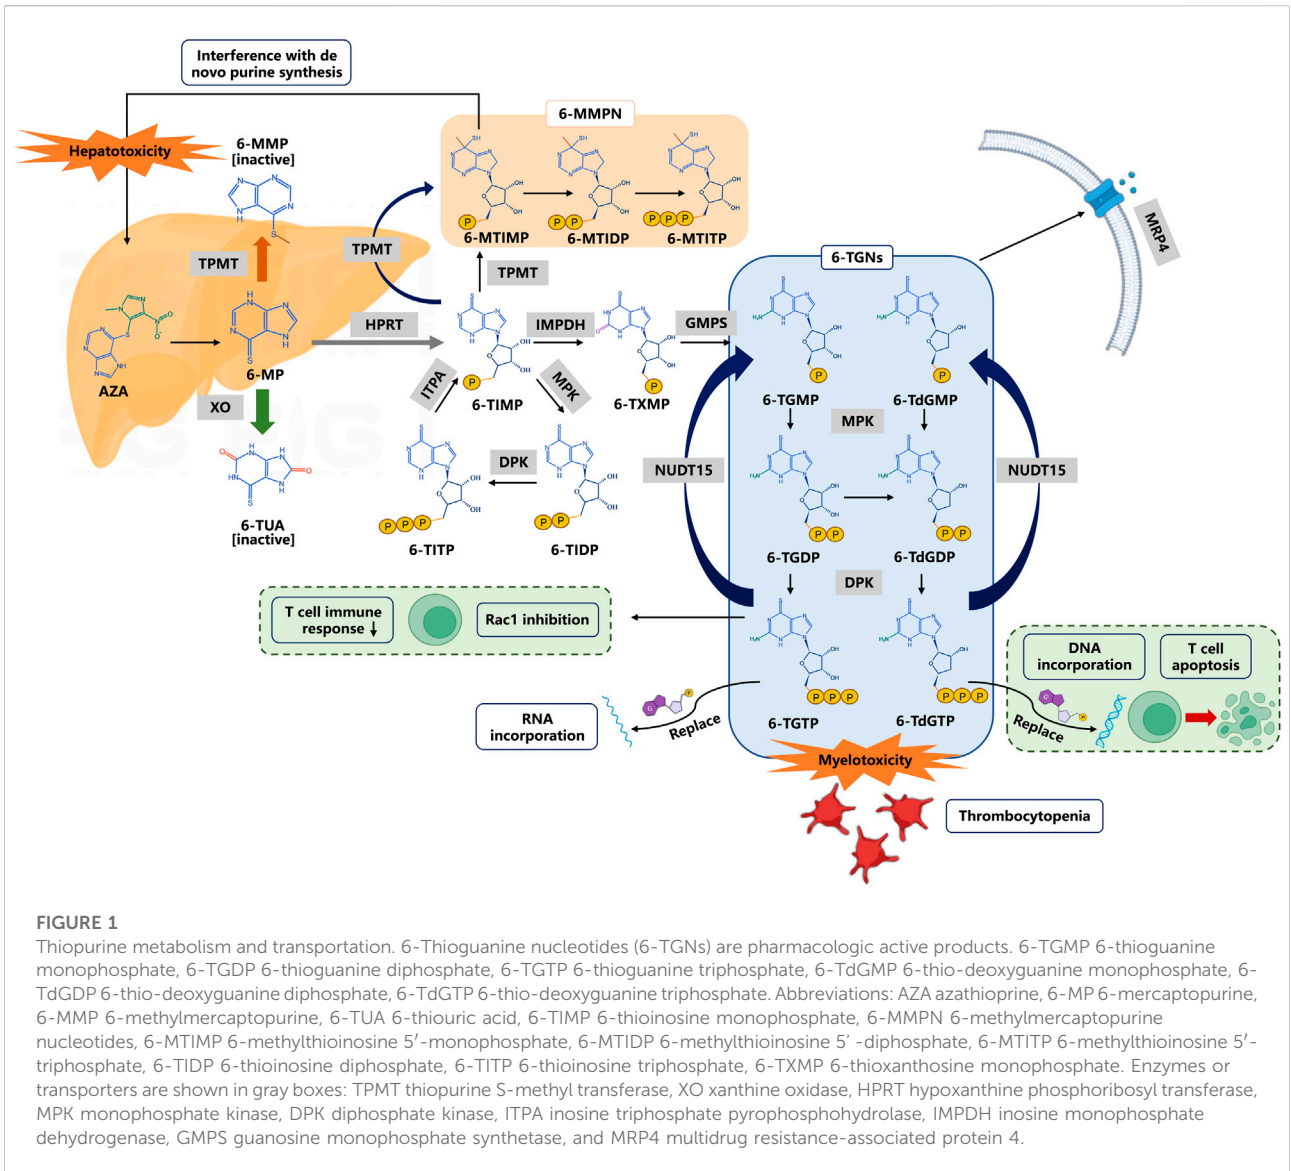 Interference with de
novo purine synthesis
Hepatotoxicity
6-MMP
[inactive]
TPMT
AZA
6-MP
XO
6-TUA
[inactive]
HPRT
TPMT
6-MMPN
6-MTIMP
6-MTIDP
6-MTITP
TPMT
6-TIMP
IMPDH
6-TXMP
GMPS
ITPA
MPK
DPK
6-TITP
6-TIDP
6-TGNs
6-TGMP
6-TdGMP
MPK
NUDT15
NUDT15
6-TGDP
6-TdGDP
DPK
6-TGTP
6-TdGTP
MRP4
T cell immune
response
Rac1 inhibition
RNA
incorporation
Replace
DNA
incorporation
T cell
apoptosis
Replace
Myelotoxicity
Thrombocytopenia
FIGURE 1
Thiopurine metabolism and transportation. 6-Thioguanine nucleotides (6-TGNs) are pharmacologic active products. 6-TGMP 6-thioguanine
monophosphate, 6-TGDP 6-thioguanine diphosphate, 6-TGTP 6-thioguanine triphosphate, 6-TdGMP 6-thio-deoxyguanine monophosphate, 6-
TdGDP 6-thio-deoxyguanine diphosphate, 6-TdGTP 6-thio-deoxyguanine triphosphate. Abbreviations: AZA azathioprine, 6-MP 6-mercaptopurine,
6-MMP 6-methylmercaptopurine, 6-TUA 6-thiouric acid, 6-TIMP 6-thioinosine monophosphate, 6-MMPN 6-methylmercaptopurine
nucleotides, 6-MTIMP 6-methylthioinosine 5′-monophosphate, 6-MTIDP 6-methylthioinosine 5′ -diphosphate, 6-MTITP 6-methylthioinosine 5′-
triphosphate, 6-TIDP 6-thioinosine diphosphate, 6-TITP 6-thioinosine triphosphate, 6-TXMP 6-thioxanthosine monophosphate. Enzymes or
transporters are shown in gray boxes: TPMT thiopurine S-methyl transferase, XO xanthine oxidase, HPRT hypoxanthine phosphoribosyl transferase,
MPK monophosphate kinase, DPK diphosphate kinase, ITPA inosine triphosphate pyrophosphohydrolase, IMPDH inosine monophosphate
dehydrogenase, GMPS guanosine monophosphate synthetase, and MRP4 multidrug resistance-associated protein 4.